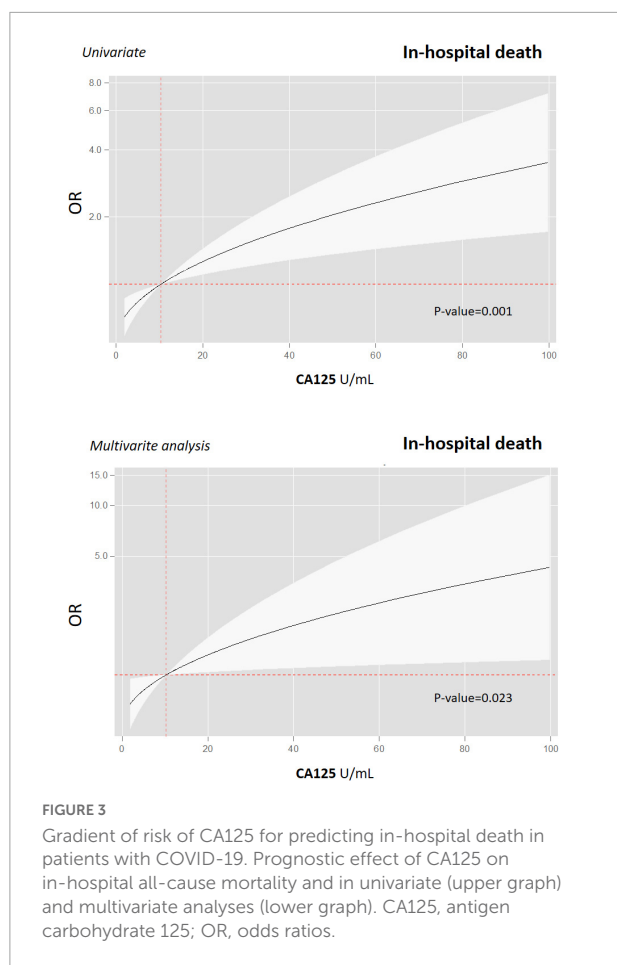 Univariate
In-hospital death
8.0
6.0
4.0
2.0
OR
P-value=0.001
0 20 40 60 80 100
CA125 U/mL
Multivarite analysis
In-hospital death
15.0
10.0
5.0
OR
P-value=0.023
0 20 40 60 80 100
CA125 U/mL
FIGURE 3
Gradient of risk of CA125 for predicting in-hospital death in
patients with COVID-19. Prognostic effect of CA125 on
in-hospital all-cause mortality and in univariate (upper graph)
and multivariate analyses (lower graph). CA125, antigen
carbohydrate 125; OR, odds ratios.